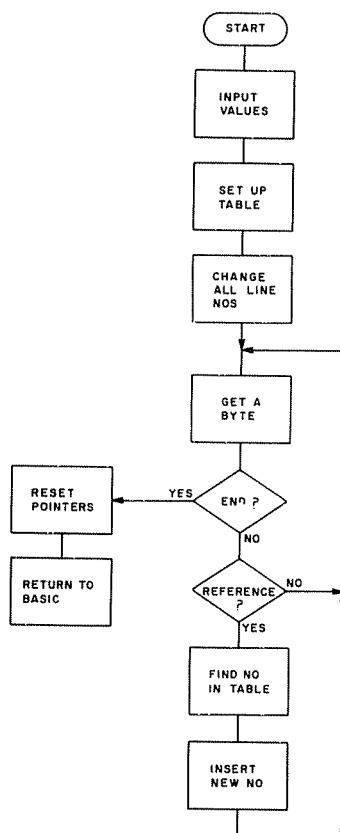 START
INPUT
VALUES
SET UP
TABLE
CHANGE
ALL LINE
NOS
GET A
BYTE
RESET
POINTERS
YES
END ?
NO
RETURN TO
BASIC
REFERENCE
?
NO
YES
FIND NO
IN TABLE
INSERT
NEW NO